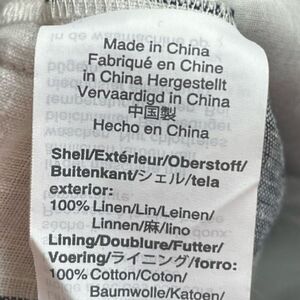 Made in China
Fabriqué en Chine
in China Hergestellt
Vervaardigd in China
中国製
Hecho en China
Shell/Extérieur/Oberstoff/
Buitenkant/シェル/tela
exterior:
100% Linen/Lin/Leinen/
Linnen/麻/lino
Lining/Doublure/Futter/
Voering/ライニング/forro:
100% Cotton/Coton/
Baumwolle/Katoen/